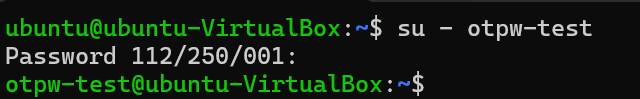 ubuntu@ubuntu-VirtualBox:~$ su - otpw-test
Password 112/250/001:
otpw-test@ubuntu-VirtualBox:~$